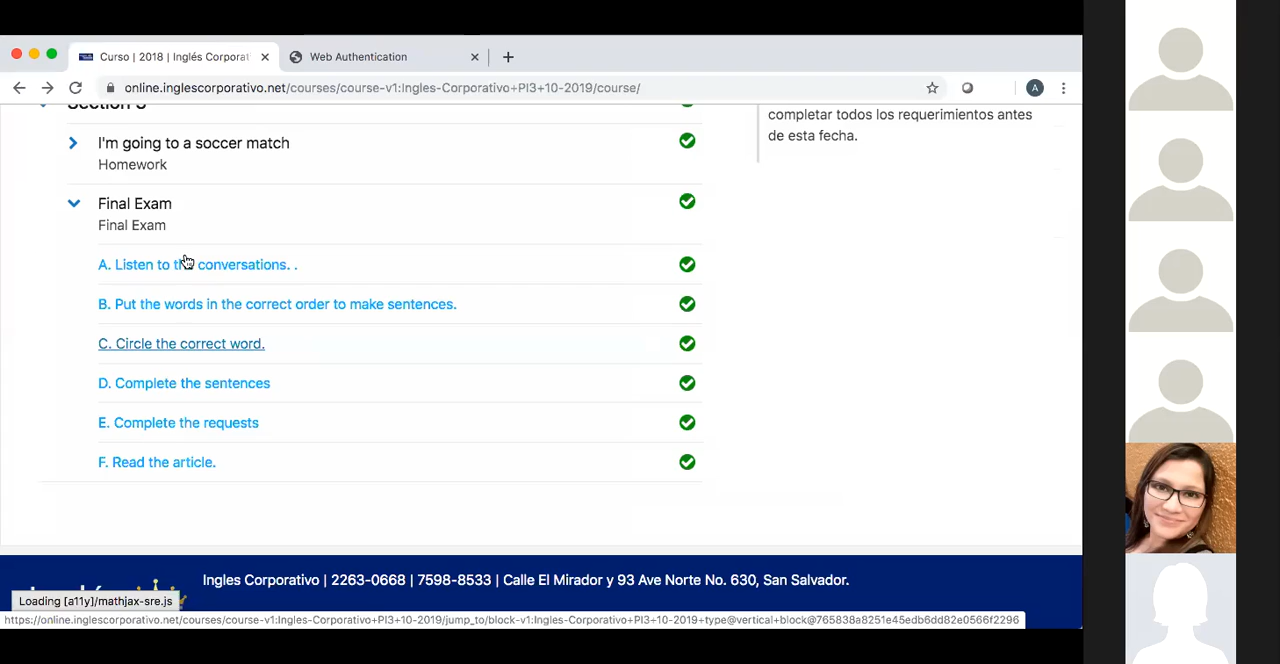 Curso | 2018 | Inglés Corporat
Web Authentication
online.inglescorporativo.net/courses/course-v1:Ingles-Corporativo+PI3+10-2019/course/
A
completar todos los requerimientos antes
de esta fecha.
I'm going to a soccer match
Homework
Final Exam
Final Exam
A. Listen to the conversations. .
B. Put the words in the correct order to make sentences.
C. Circle the correct word.
D. Complete the sentences
E. Complete the requests
F. Read the article.
Ingles Corporativo | 2263-0668 | 7598-8533 | Calle El Mirador y 93 Ave Norte No. 630, San Salvador.
Loading [a11y]/mathjax-sre.js
https://online.inglescorporativo.net/courses/course-v1:Ingles-Corporativo+PI3+10-2019/jump_to/block-v1:Ingles-Corporativo+PI3+10-2019+type@vertical+block@765838a8251e45edb6dd82e0566f2296